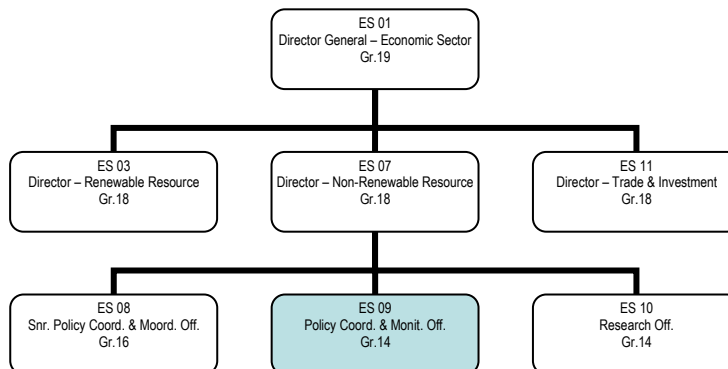 ES 01
Director General – Economic Sector
Gr.19
ES 03
Director – Renewable Resource
Gr.18
ES 07
Director – Non-Renewable Resource
Gr.18
ES 11
Director – Trade & Investment
Gr.18
ES 08
Snr. Policy Coord. & Moord. Off.
Gr.16
ES 09
Policy Coord. & Monit. Off.
Gr.14
ES 10
Research Off.
Gr.14